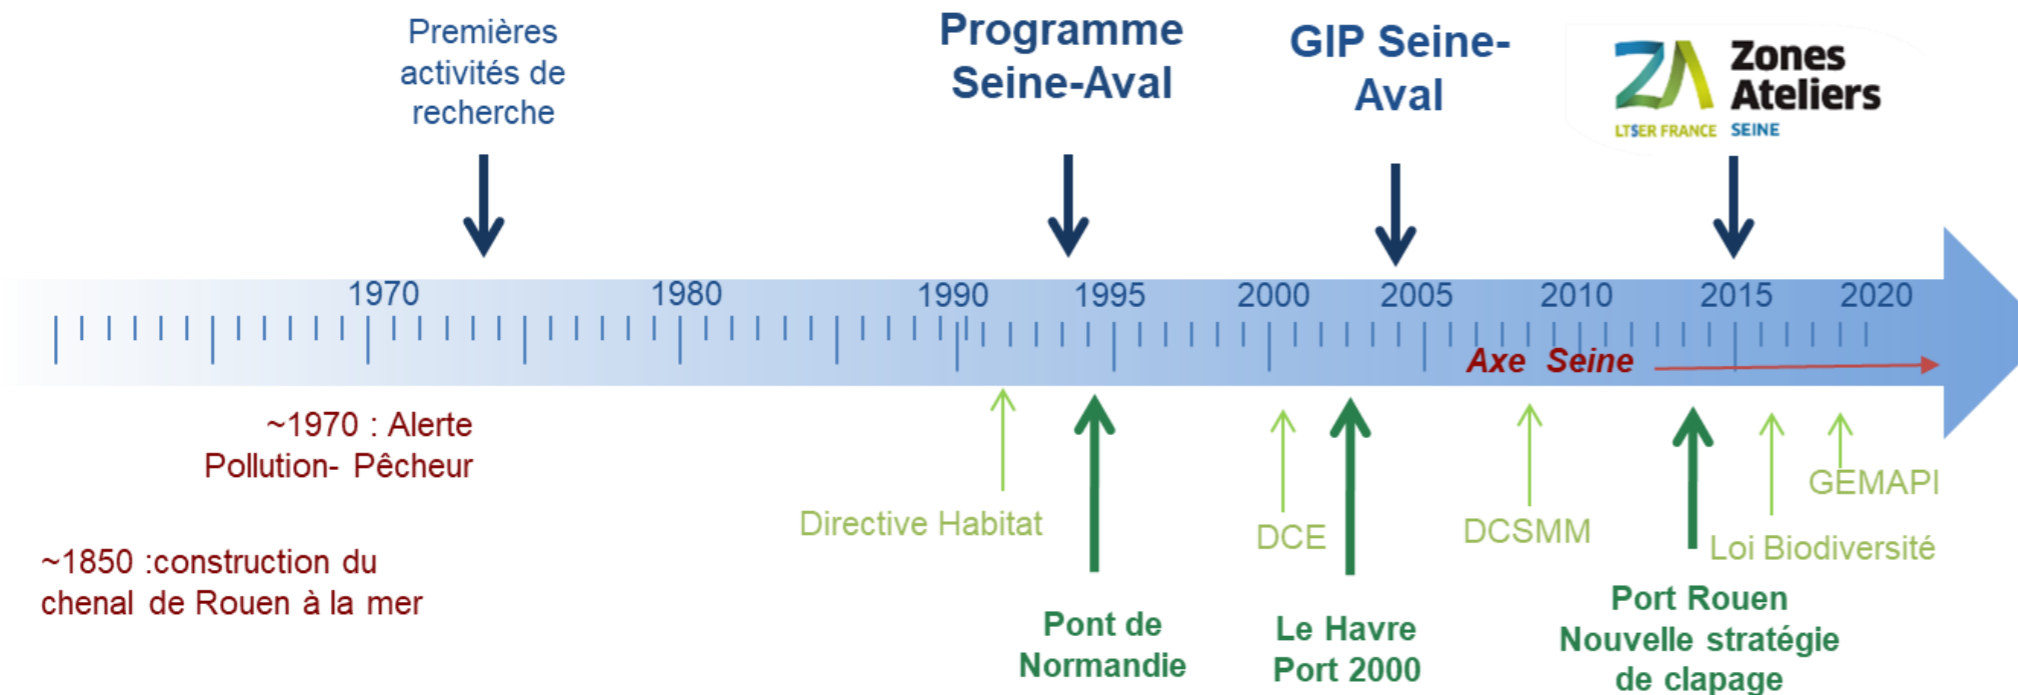 Premières
activités de
recherche
Programme
Seine-Aval
GIP Seine-
Aval
ZA Zones
Ateliers
LTSER FRANCE SEINE
1970 1980 1990 1995 2000 2005 2010 2015 2020
Axe Seine
~1970 : Alerte
Pollution- Pêcheur
~1850 :construction du
chenal de Rouen à la mer
Directive Habitat
Pont de
Normandie
DCE
Le Havre
Port 2000
DCSMM
Port Rouen
Nouvelle stratégie
de clapage
Loi Biodiversité
GEMAPI